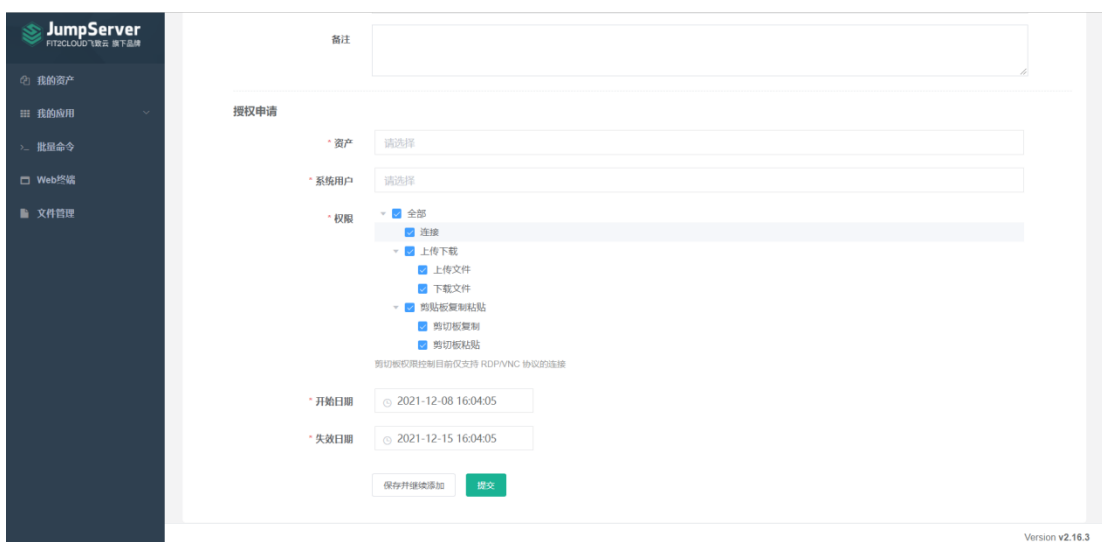 JumpServer
FIT2CLOUD飞致云 旗下品牌
我的资产
我的应用
批量命令
Web终端
文件管理
备注
授权申请
* 资产 请选择
* 系统用户 请选择
* 权限
全部
连接
上传下载
上传文件
下载文件
剪贴板复制粘贴
剪切板复制
剪切板粘贴
剪切板权限控制目前仅支持 RDP/VNC 协议的连接
* 开始日期 2021-12-08 16:04:05
* 失效日期 2021-12-15 16:04:05
保存并继续添加 提交
Version v2.16.3